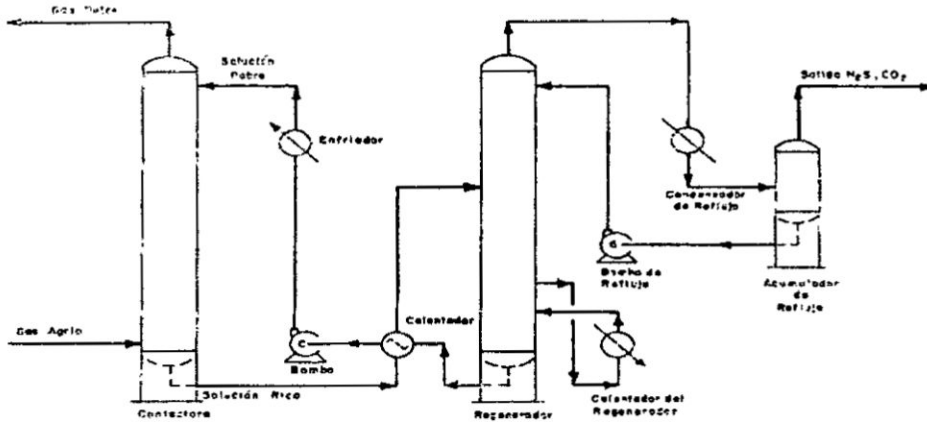 Gas Dulce
Solución
Pobre
Enfriador
Gas Agrio
Calentador
Bomba
Solución Rica
Contactora
Regenerador
Calentador del
Regenerador
Condensador
de Reflujo
Bomba de
Reflujo
Salida H2S, CO2
Acumulador
de
Reflujo